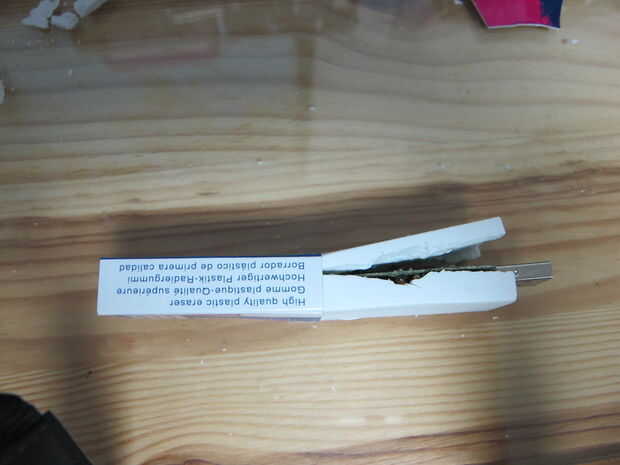 High quality plastic eraser
Gomme plastique-Qualité supérieure
Hochwertiger Plastik-Radiergummi
Borrador plástico de primera calidad